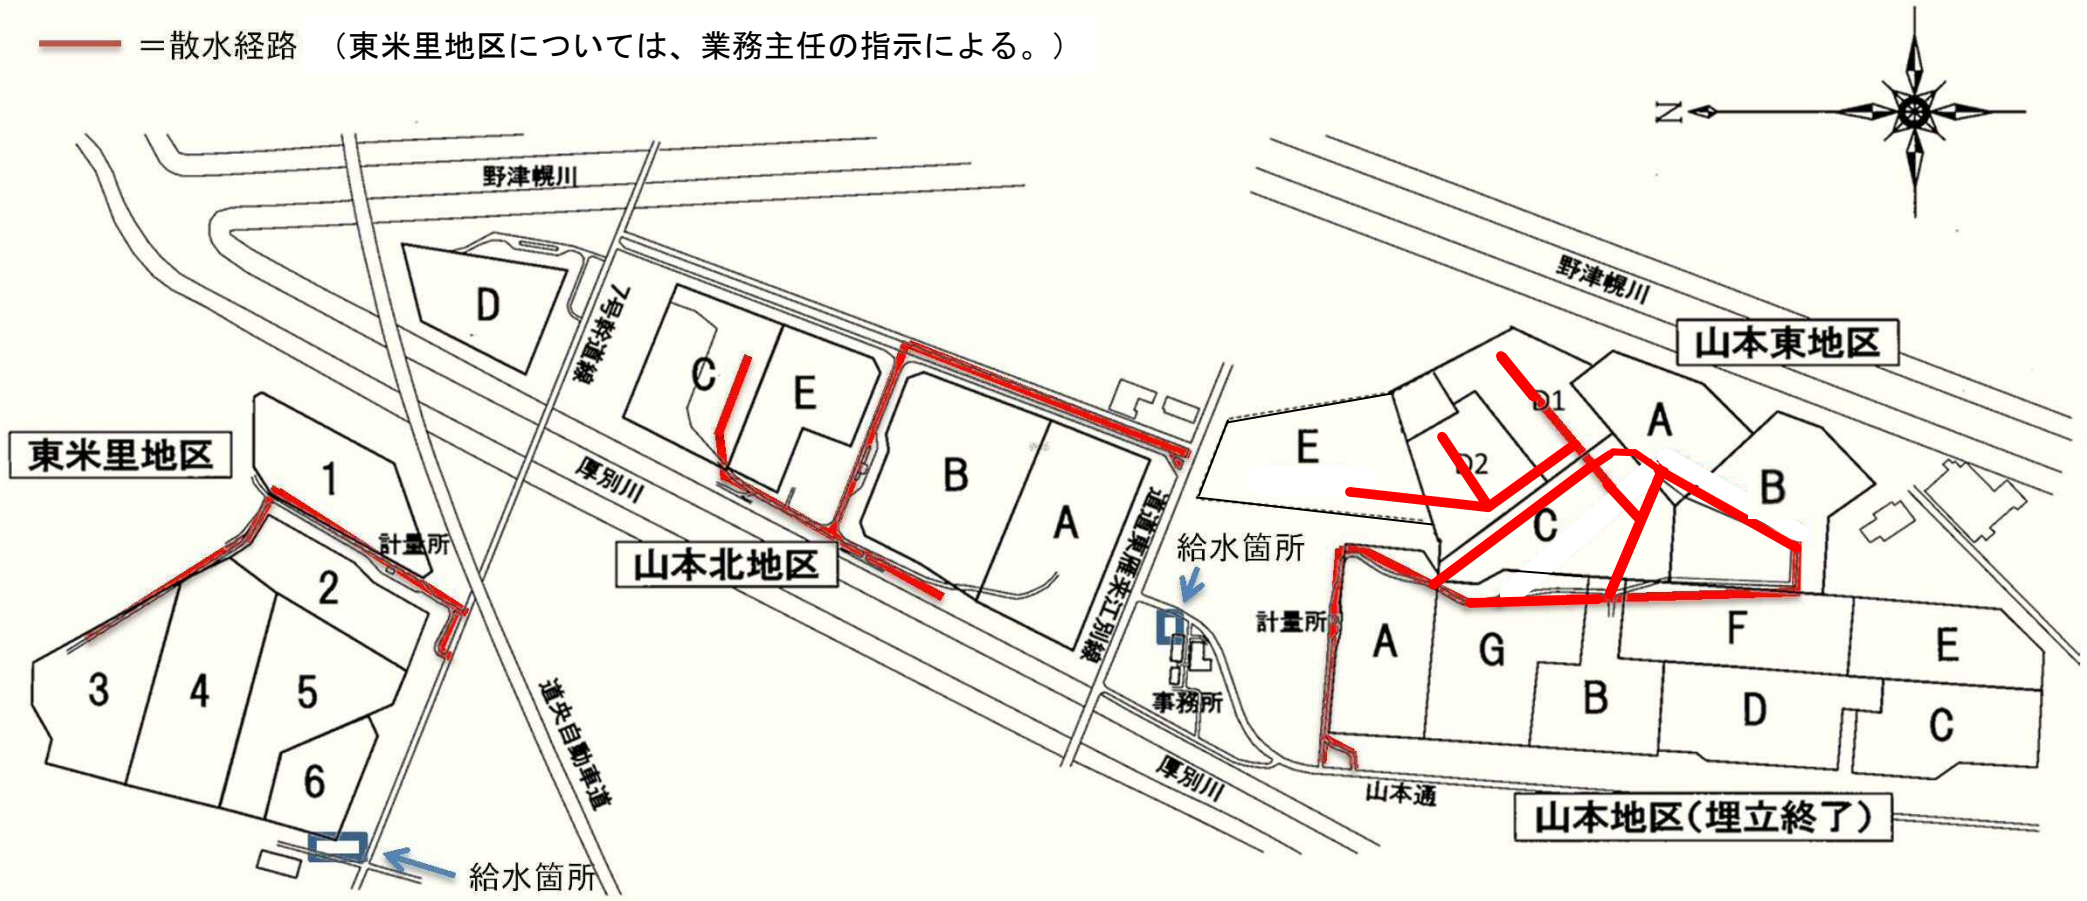 ＝散水経路　（東米里地区については、業務主任の指示による。）
N
野津幌川
野津幌川
山本東地区
D
7号幹道線
C
E
B
A
東米里地区
1
計量所
2
3
4
5
6
厚別川
山本北地区
道道東雁来江別線
給水箇所
事務所
E
D1
D2
A
B
C
計量所
A
G
B
F
E
D
C
道央自動車道
厚別川
山本通
山本地区(埋立終了)
給水箇所